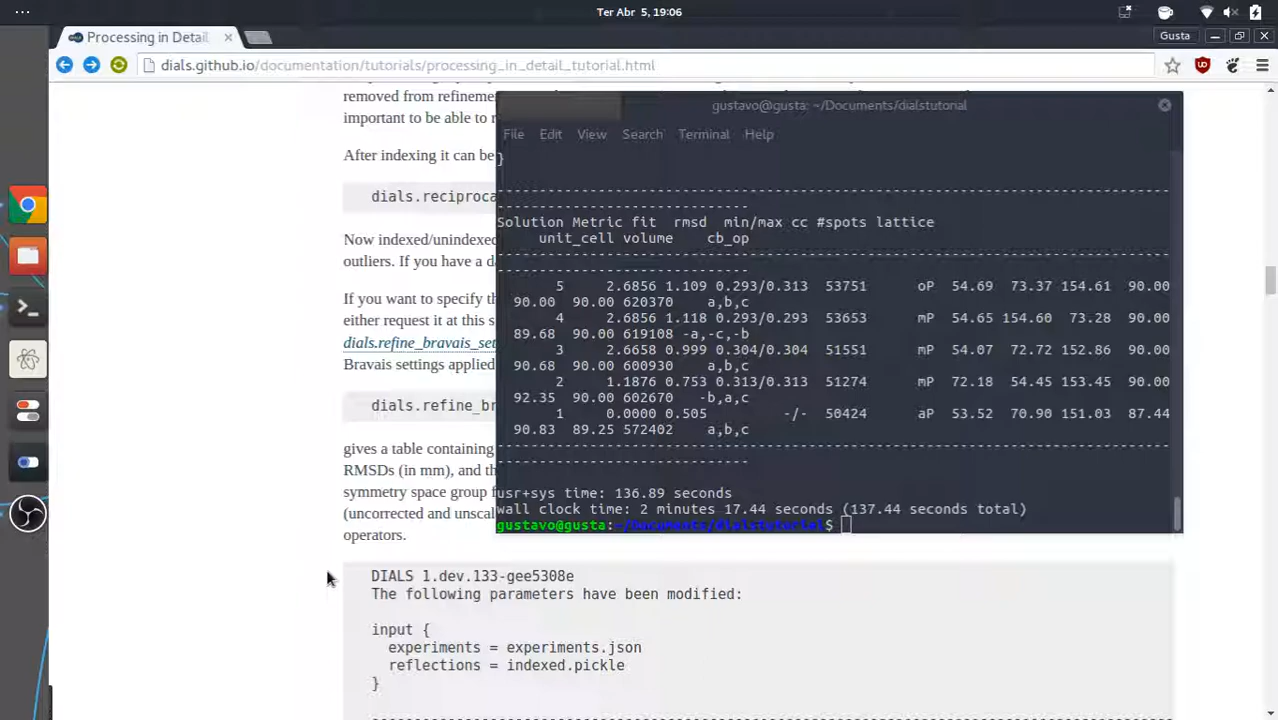 Ter Abr 5, 19:06
Processing in Detail
Gusta
dials.github.io/documentation/tutorials/processing_in_detail_tutorial.html
removed from refinemen
important to be able to r
After indexing it can be
dials.reciproca
Now indexed/unindexed
outliers. If you have a d
If you want to specify th
either request it at this s
dials.refine_bravais_set
Bravais settings applied
dials.refine_br
gives a table containing
RMSDs (in mm), and th
symmetry space group f
(uncorrected and unscal
operators.
gustavo@gusta: ~/Documents/dialstutorial
File Edit View Search Terminal Help
}
--------------------------------------------------------------------------------
------------------------------
Solution Metric fit rmsd min/max cc #spots lattice
unit_cell volume cb_op
--------------------------------------------------------------------------------
------------------------------
5 2.6856 1.109 0.293/0.313 53751 oP 54.69 73.37 154.61 90.00
90.00 90.00 620370 a,b,c
4 2.6856 1.118 0.293/0.293 53653 mP 54.65 154.60 73.28 90.00
89.68 90.00 619108 -a,-c,-b
3 2.6658 0.999 0.304/0.304 51551 mP 54.07 72.72 152.86 90.00
90.68 90.00 600930 a,b,c
2 1.1876 0.753 0.313/0.313 51274 mP 72.18 54.45 153.45 90.00
92.35 90.00 602670 -b,a,c
1 0.0000 0.505 -/- 50424 aP 53.52 70.90 151.03 87.44
90.83 89.25 572402 a,b,c
--------------------------------------------------------------------------------
------------------------------
usr+sys time: 136.89 seconds
wall clock time: 2 minutes 17.44 seconds (137.44 seconds total)
gustavo@gusta:~/Documents/dialstutorial$
DIALS 1.dev.133-gee5308e
The following parameters have been modified:
input {
experiments = experiments.json
reflections = indexed.pickle
}
--------------------------------------------------------------------------------